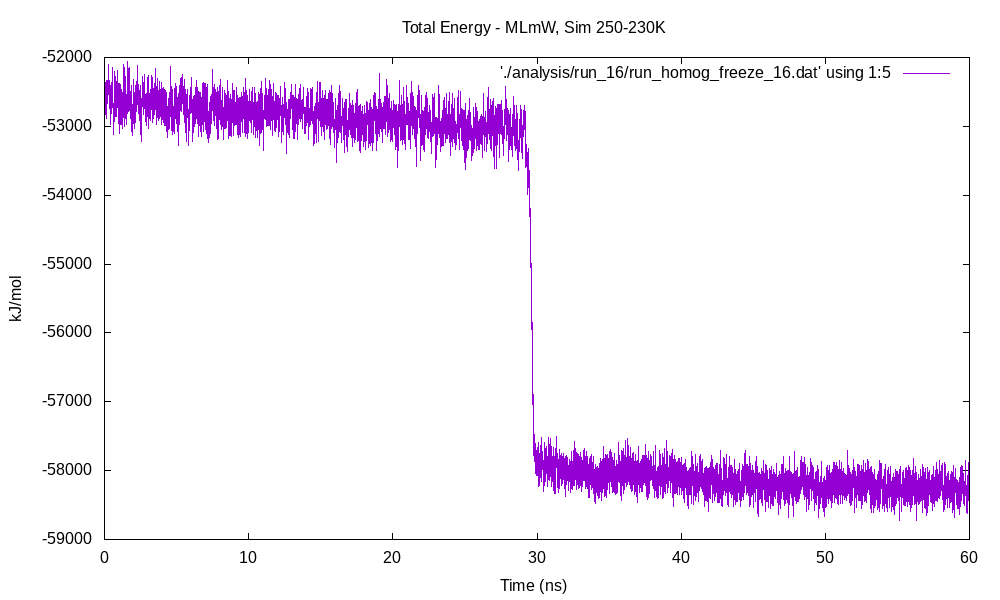 Total Energy - MLmW, Sim 250-230K
'./analysis/run_16/run_homog_freeze_16.dat' using 1:5
-52000
-53000
-54000
-55000
-56000
-57000
-58000
-59000
kJ/mol
0 10 20 30 40 50 60
Time (ns)